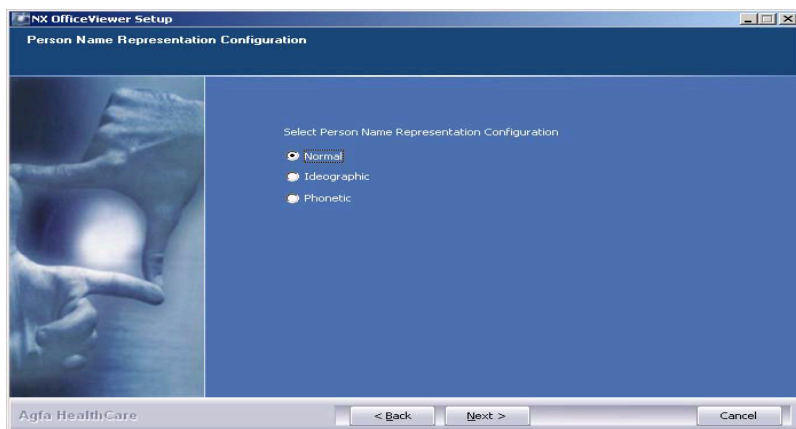 NX OfficeViewer Setup
Person Name Representation Configuration
Select Person Name Representation Configuration
Normal
Ideographic
Phonetic
Agfa HealthCare
< Back
Next >
Cancel